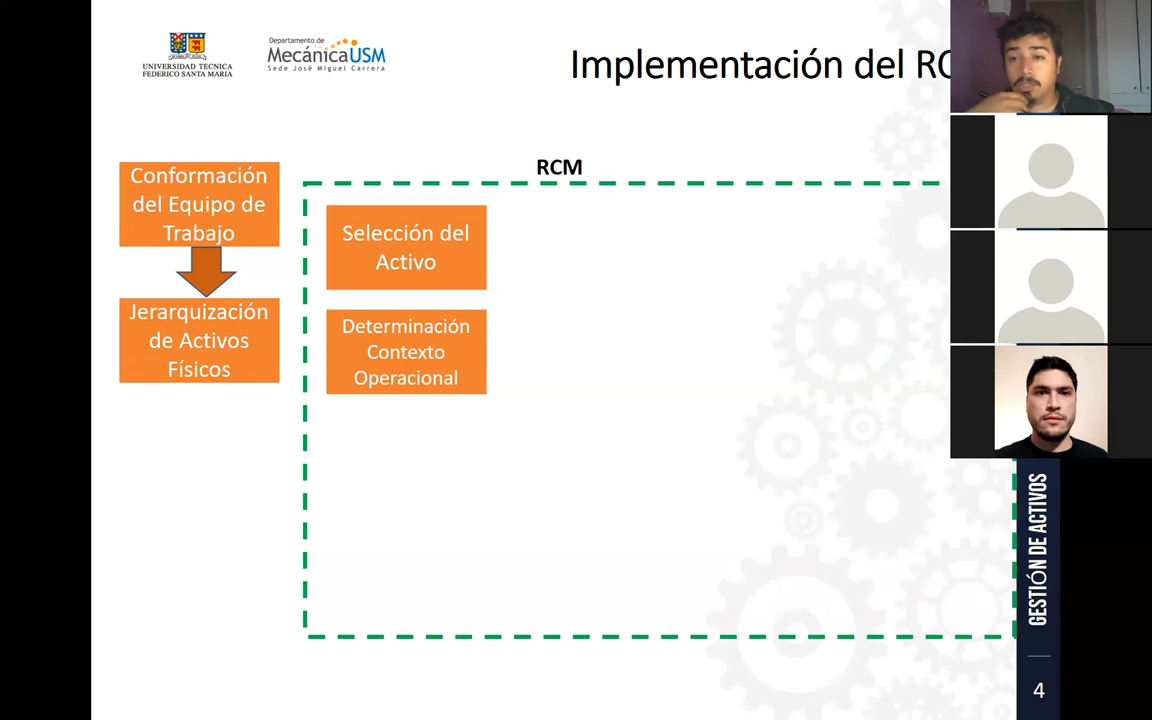 UNIVERSIDAD TECNICA
FEDERICO SANTA MARIA
Departamento de
MecánicaUSM
Sede José Miguel Carrera
Implementación del RC
RCM
Conformación
del Equipo de
Trabajo
Jerarquización
de Activos
Físicos
Selección del
Activo
Determinación
Contexto
Operacional
GESTIÓN DE ACTIVOS
4